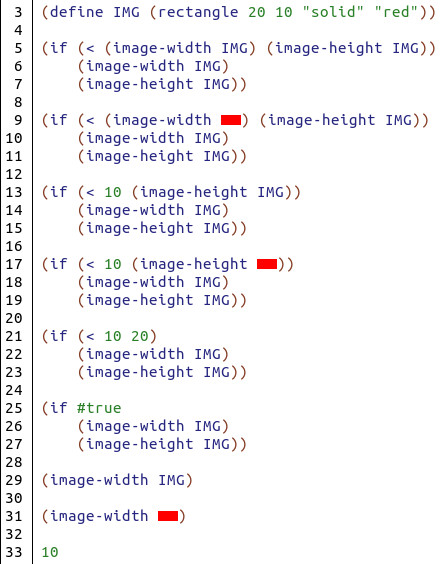 3 (define IMG (rectangle 20 10 "solid" "red"))
4
5 (if (< (image-width IMG) (image-height IMG))
6     (image-width IMG)
7     (image-height IMG))
8
9 (if (< (image-width ) (image-height IMG))
10     (image-width IMG)
11     (image-height IMG))
12
13 (if (< 10 (image-height IMG))
14     (image-width IMG)
15     (image-height IMG))
16
17 (if (< 10 (image-height ))
18     (image-width IMG)
19     (image-height IMG))
20
21 (if (< 10 20)
22     (image-width IMG)
23     (image-height IMG))
24
25 (if #true
26     (image-width IMG)
27     (image-height IMG))
28
29 (image-width IMG)
30
31 (image-width )
32
33 10